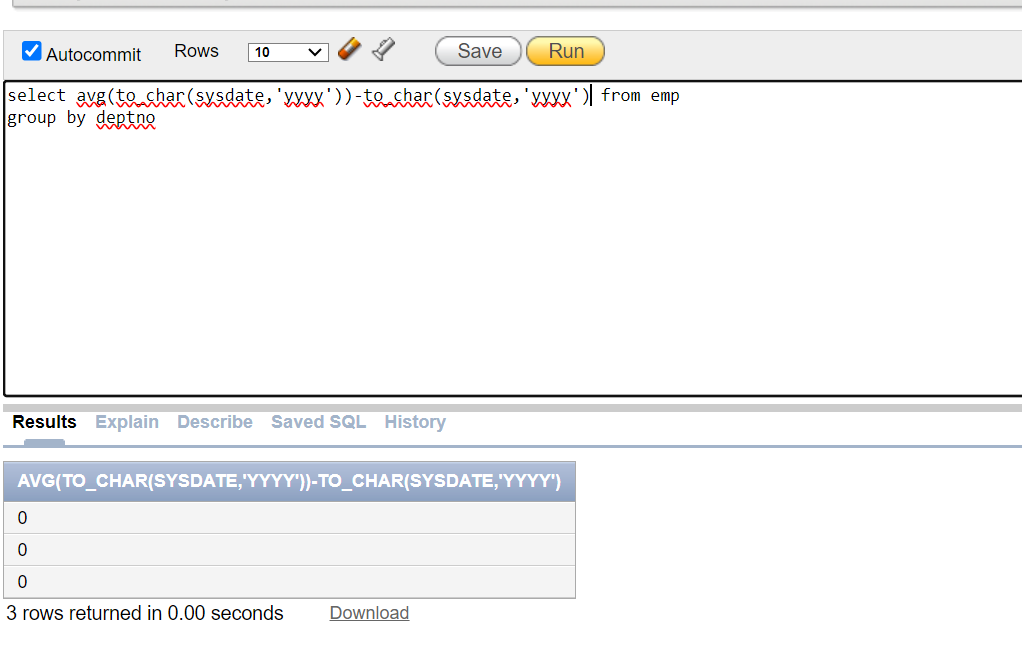 Autocommit Rows 10 Save Run
select avg(to_char(sysdate,'yyyy'))-to_char(sysdate,'yyyy') from emp
group by deptno
Results Explain Describe Saved SQL History
AVG(TO_CHAR(SYSDATE,'YYYY'))-TO_CHAR(SYSDATE,'YYYY')
0
0
0
3 rows returned in 0.00 seconds Download